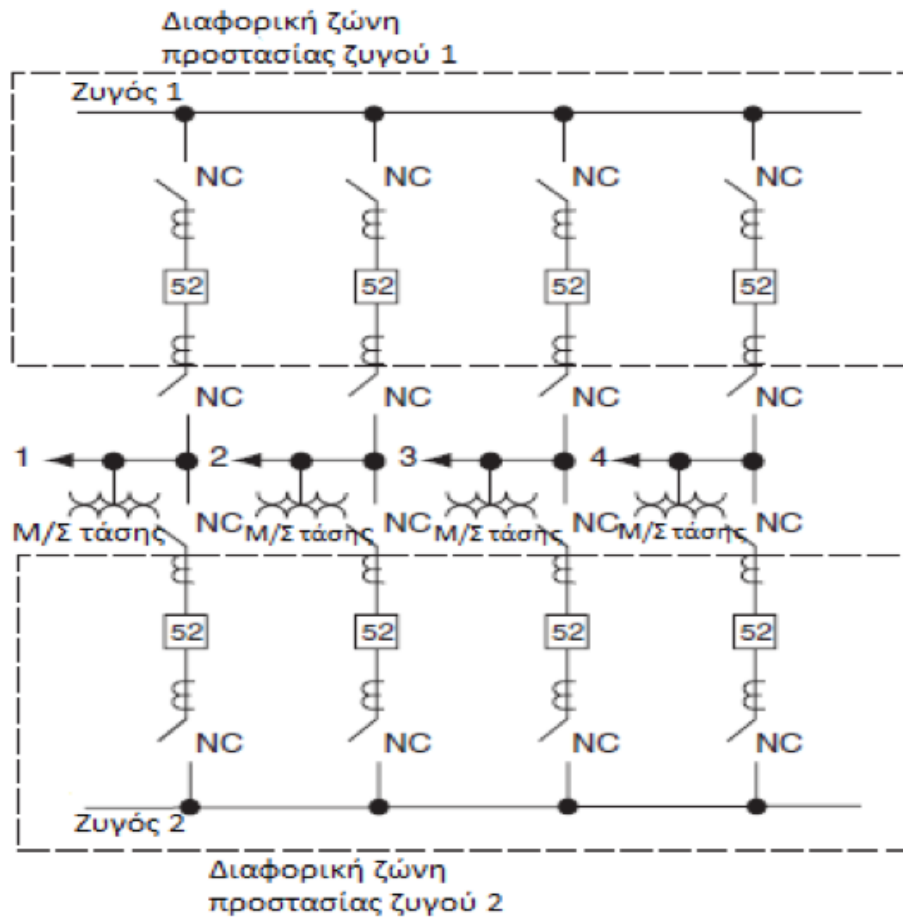 Διαφορική ζώνη
προστασίας ζυγού 1
Ζυγός 1
NC NC NC NC
52 52 52 52
NC NC NC NC
1 2 3 4
NC NC NC NC
Μ/Σ τάσης Μ/Σ τάσης Μ/Σ τάσης Μ/Σ τάσης
52 52 52 52
NC NC NC NC
Ζυγός 2
Διαφορική ζώνη
προστασίας ζυγού 2